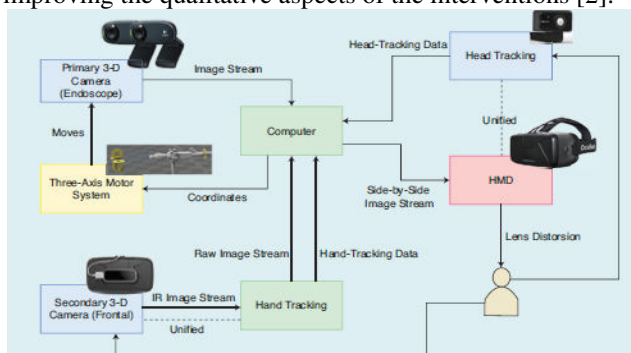 improving the qualitative aspects of the interventions [2].
Head-Tracking Data
Head Tracking
Primary 3-D
Camera
(Endoscope)
Image Stream
Computer
Unified
Moves
Oculus
Three-Axis Motor
System
Coordinates
Side-by-Side
Image Stream
HMD
Raw Image Stream
Hand-Tracking Data
Lens Distorsion
Secondary 3-D
Camera (Frontal)
IR Image Stream
Hand Tracking
Unified